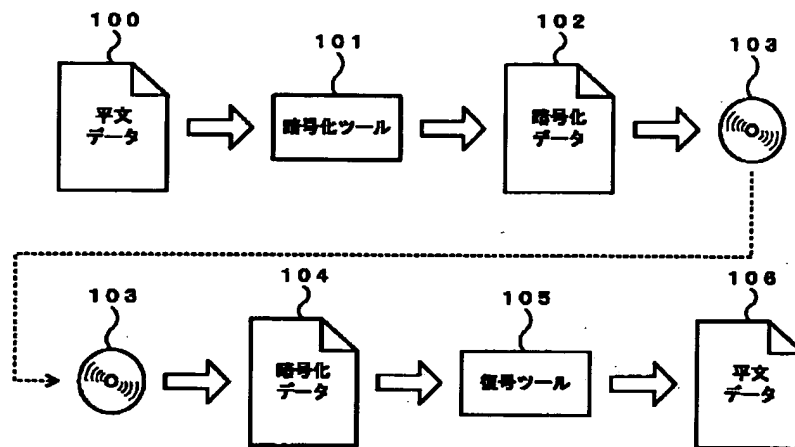 100
101
102
103
平文
データ
暗号化ツール
暗号化
データ
103
104
105
106
暗号化
データ
復号ツール
平文
データ